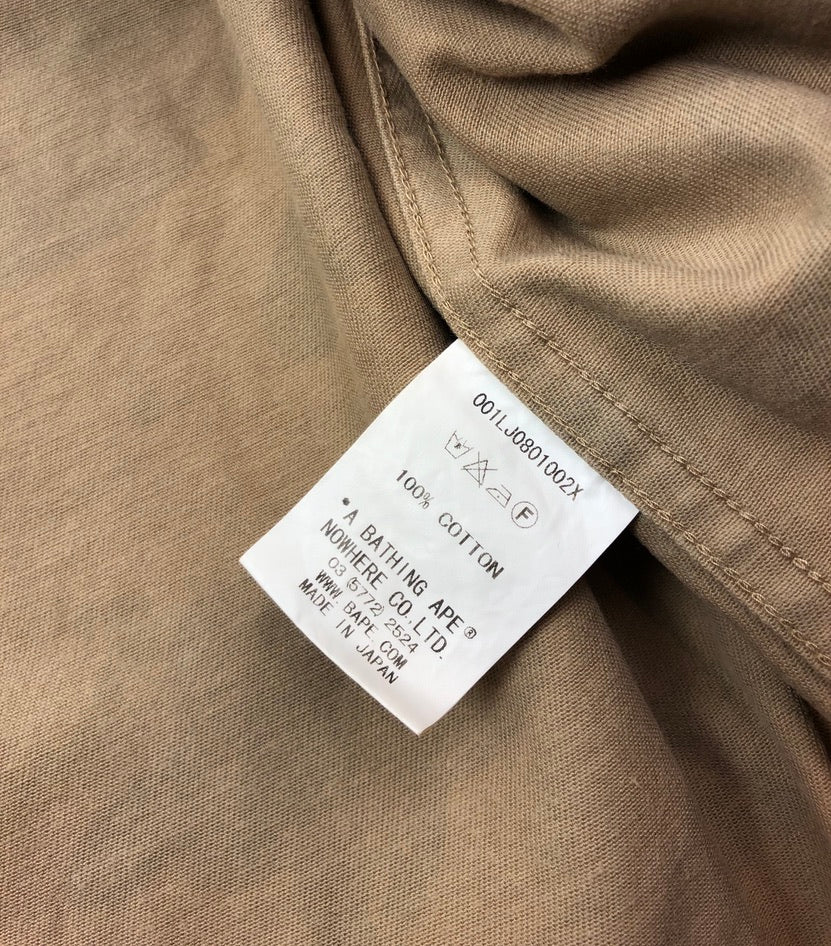 001LJ0801002X
F
100% COTTON
"A BATHING APE®
NOWHERE CO.,LTD.
03 (5772) 2524
WWW.BAPE.COM
MADE IN JAPAN